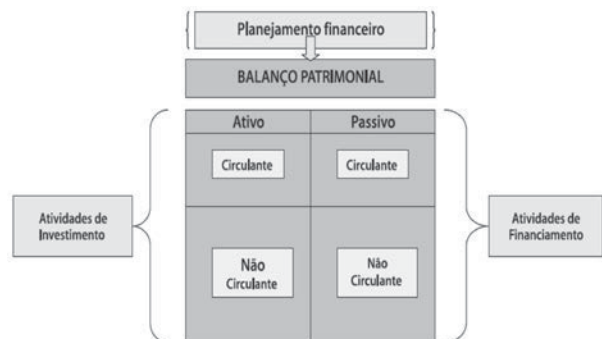 Planejamento financeiro
BALANÇO PATRIMONIAL
Ativo
Passivo
Circulante
Circulante
Atividades de
Investimento
Atividades de
Financiamento
Não
Circulante
Não
Circulante